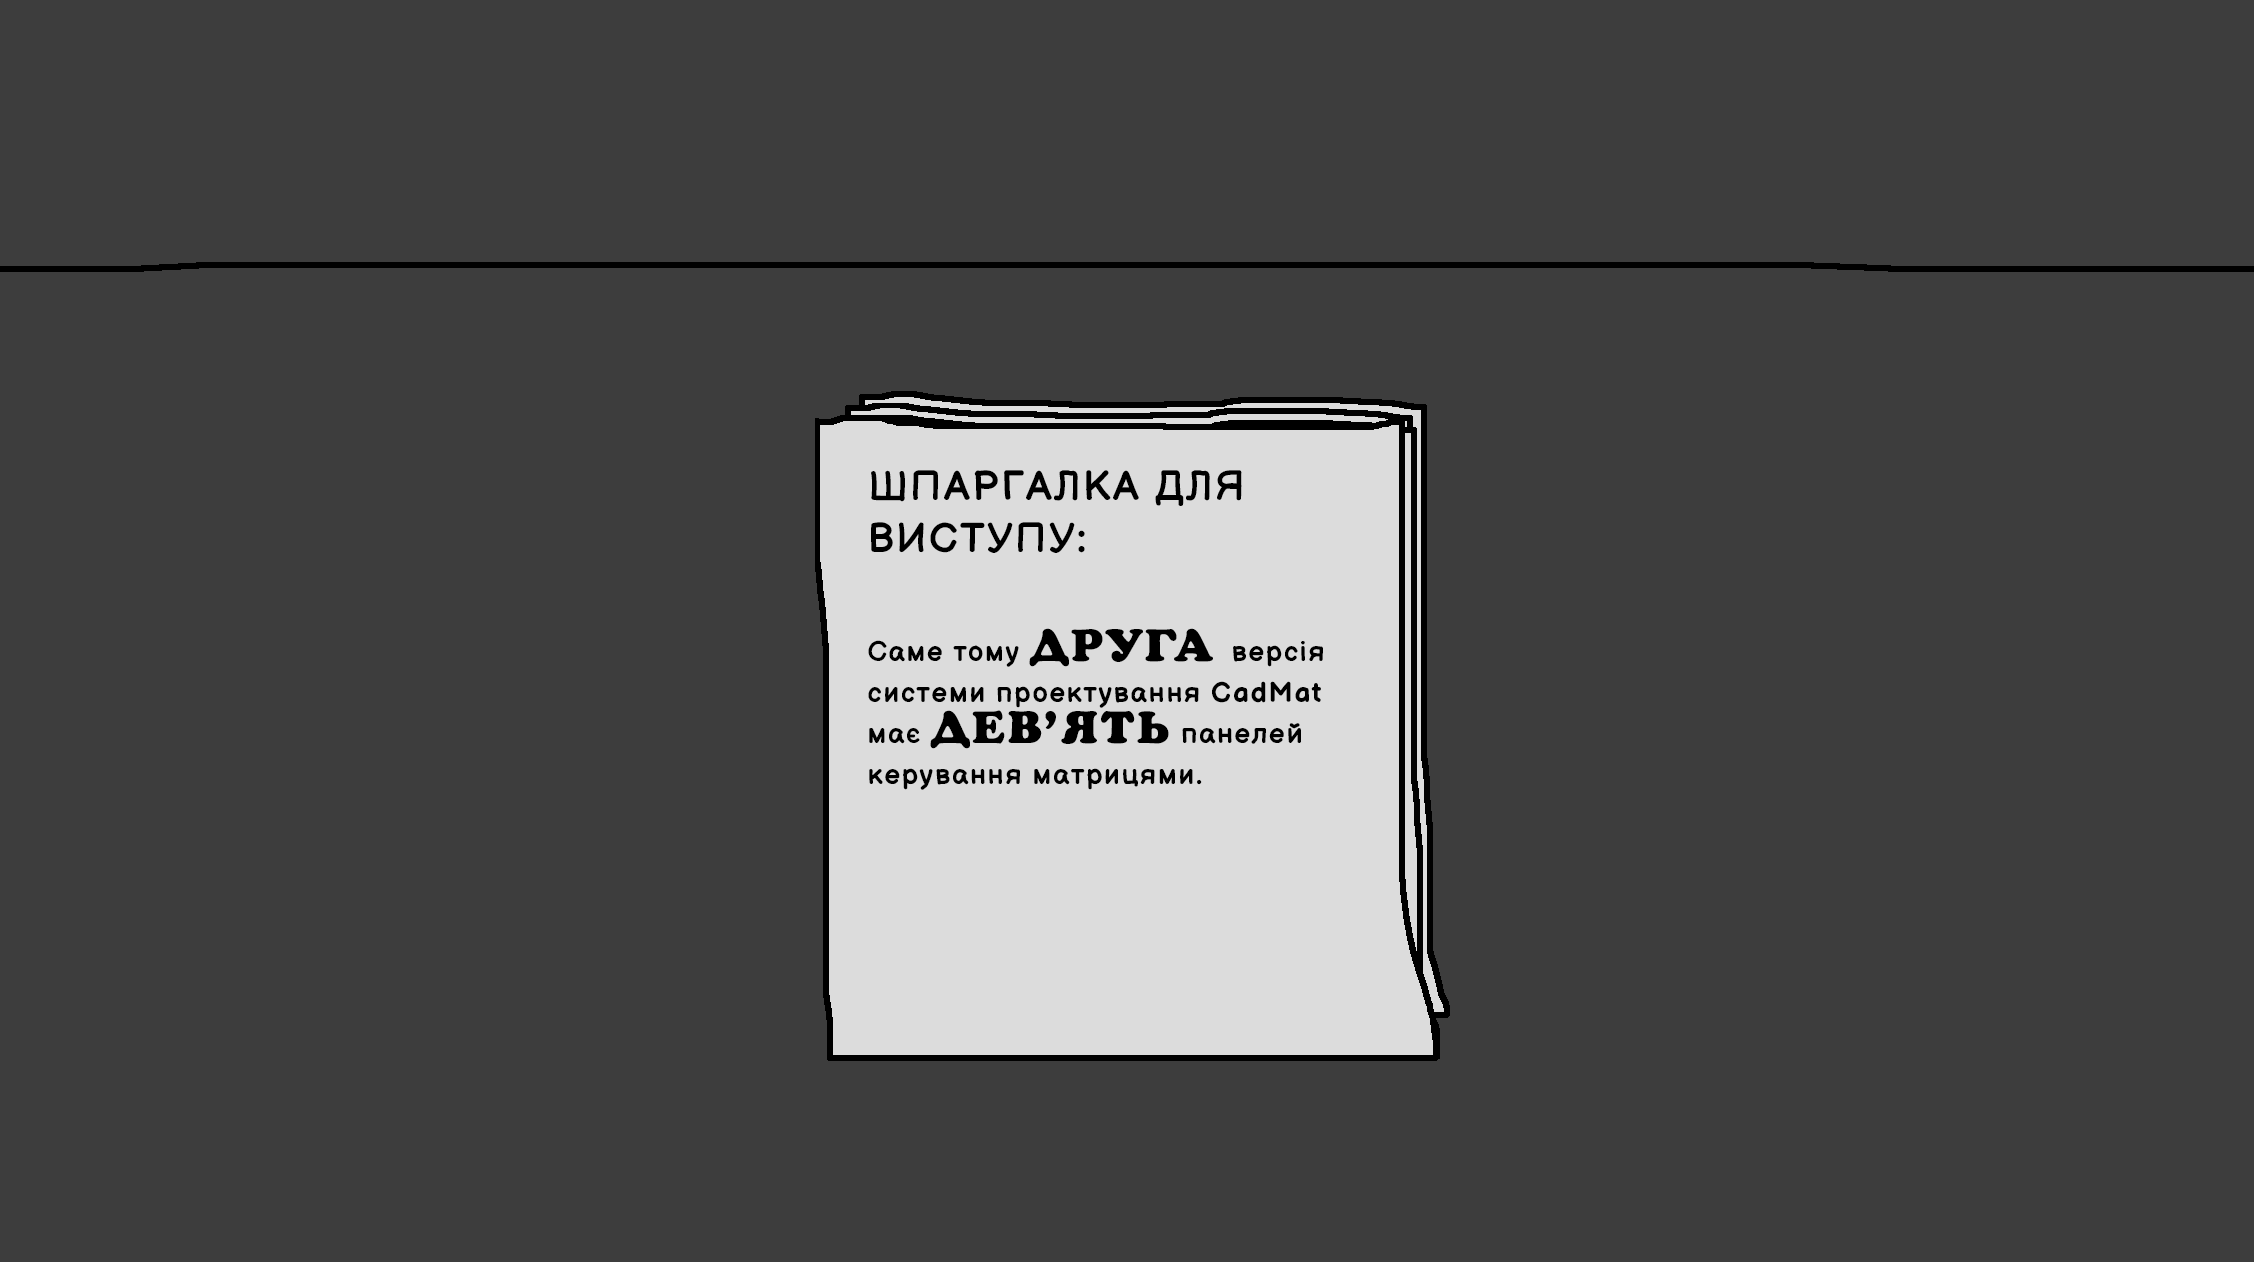 ШПАРГАЛКА ДЛЯ
ВИСТУПУ:
Саме тому ДРУГА версія
системи проектування CadMat
має ДЕВ’ЯТЬ панелей
керування матрицями.